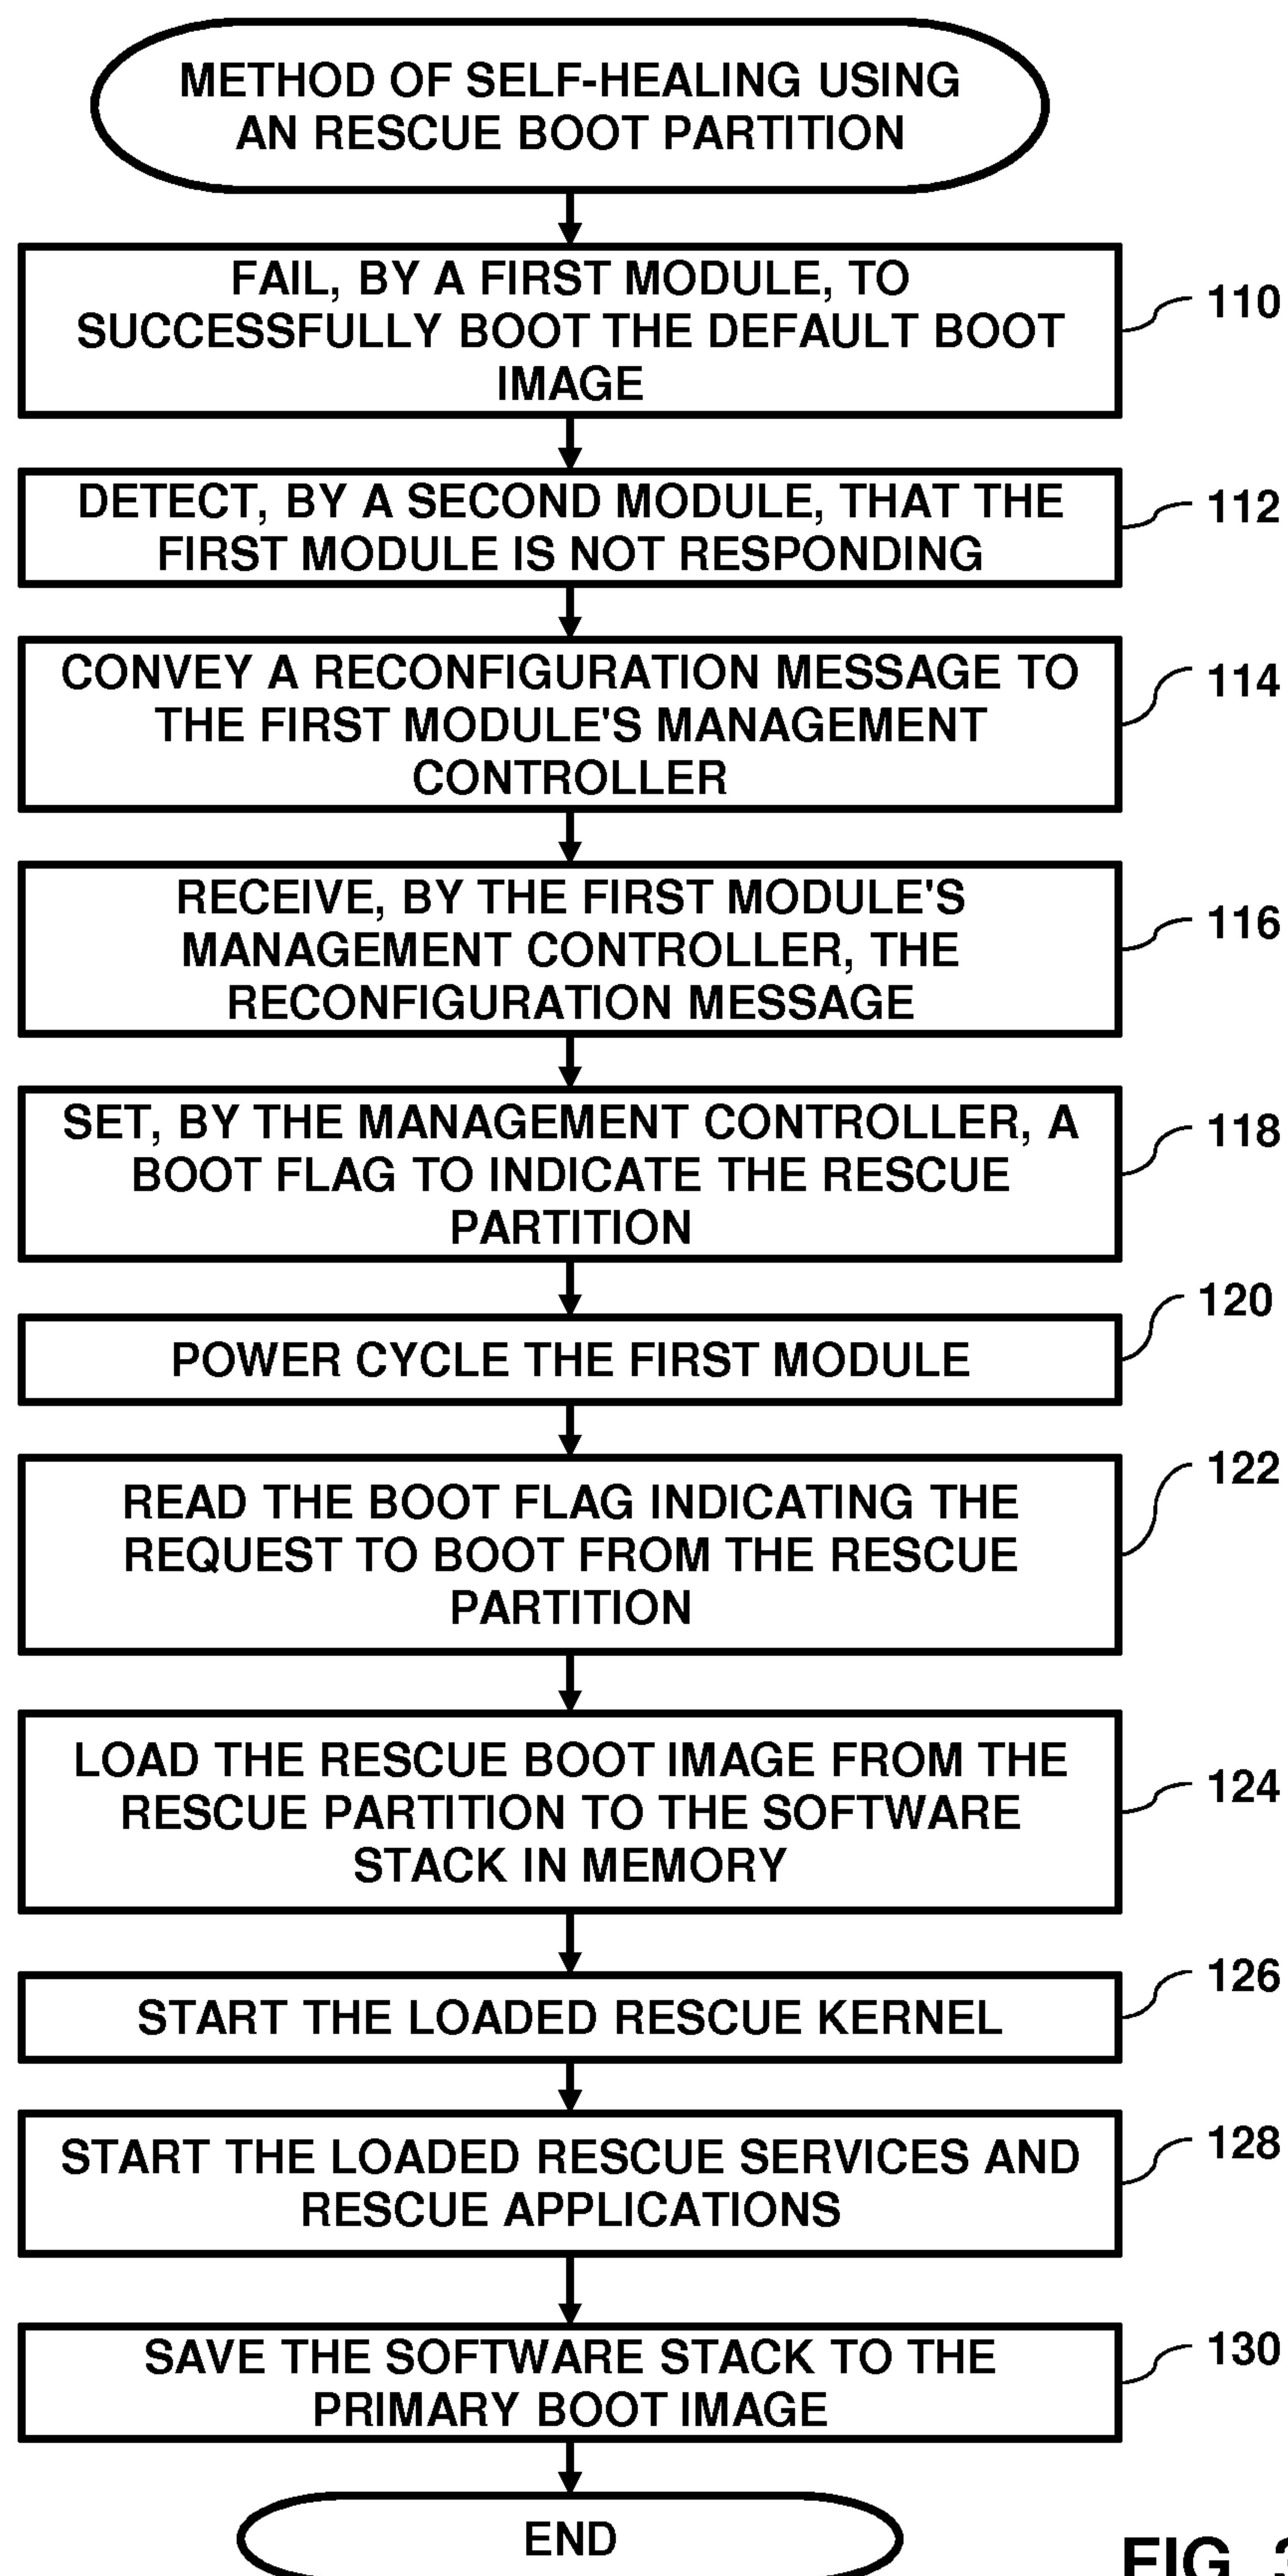 METHOD OF SELF-HEALING USING
AN RESCUE BOOT PARTITION
FAIL, BY A FIRST MODULE, TO
SUCCESSFULLY BOOT THE DEFAULT BOOT
IMAGE
110
DETECT, BY A SECOND MODULE, THAT THE
FIRST MODULE IS NOT RESPONDING
112
CONVEY A RECONFIGURATION MESSAGE TO
THE FIRST MODULE'S MANAGEMENT
CONTROLLER
114
RECEIVE, BY THE FIRST MODULE'S
MANAGEMENT CONTROLLER, THE
RECONFIGURATION MESSAGE
116
SET, BY THE MANAGEMENT CONTROLLER, A
BOOT FLAG TO INDICATE THE RESCUE
PARTITION
118
POWER CYCLE THE FIRST MODULE
120
READ THE BOOT FLAG INDICATING THE
REQUEST TO BOOT FROM THE RESCUE
PARTITION
122
LOAD THE RESCUE BOOT IMAGE FROM THE
RESCUE PARTITION TO THE SOFTWARE
STACK IN MEMORY
124
START THE LOADED RESCUE KERNEL
126
START THE LOADED RESCUE SERVICES AND
RESCUE APPLICATIONS
128
SAVE THE SOFTWARE STACK TO THE
PRIMARY BOOT IMAGE
130
END
FIG. 3